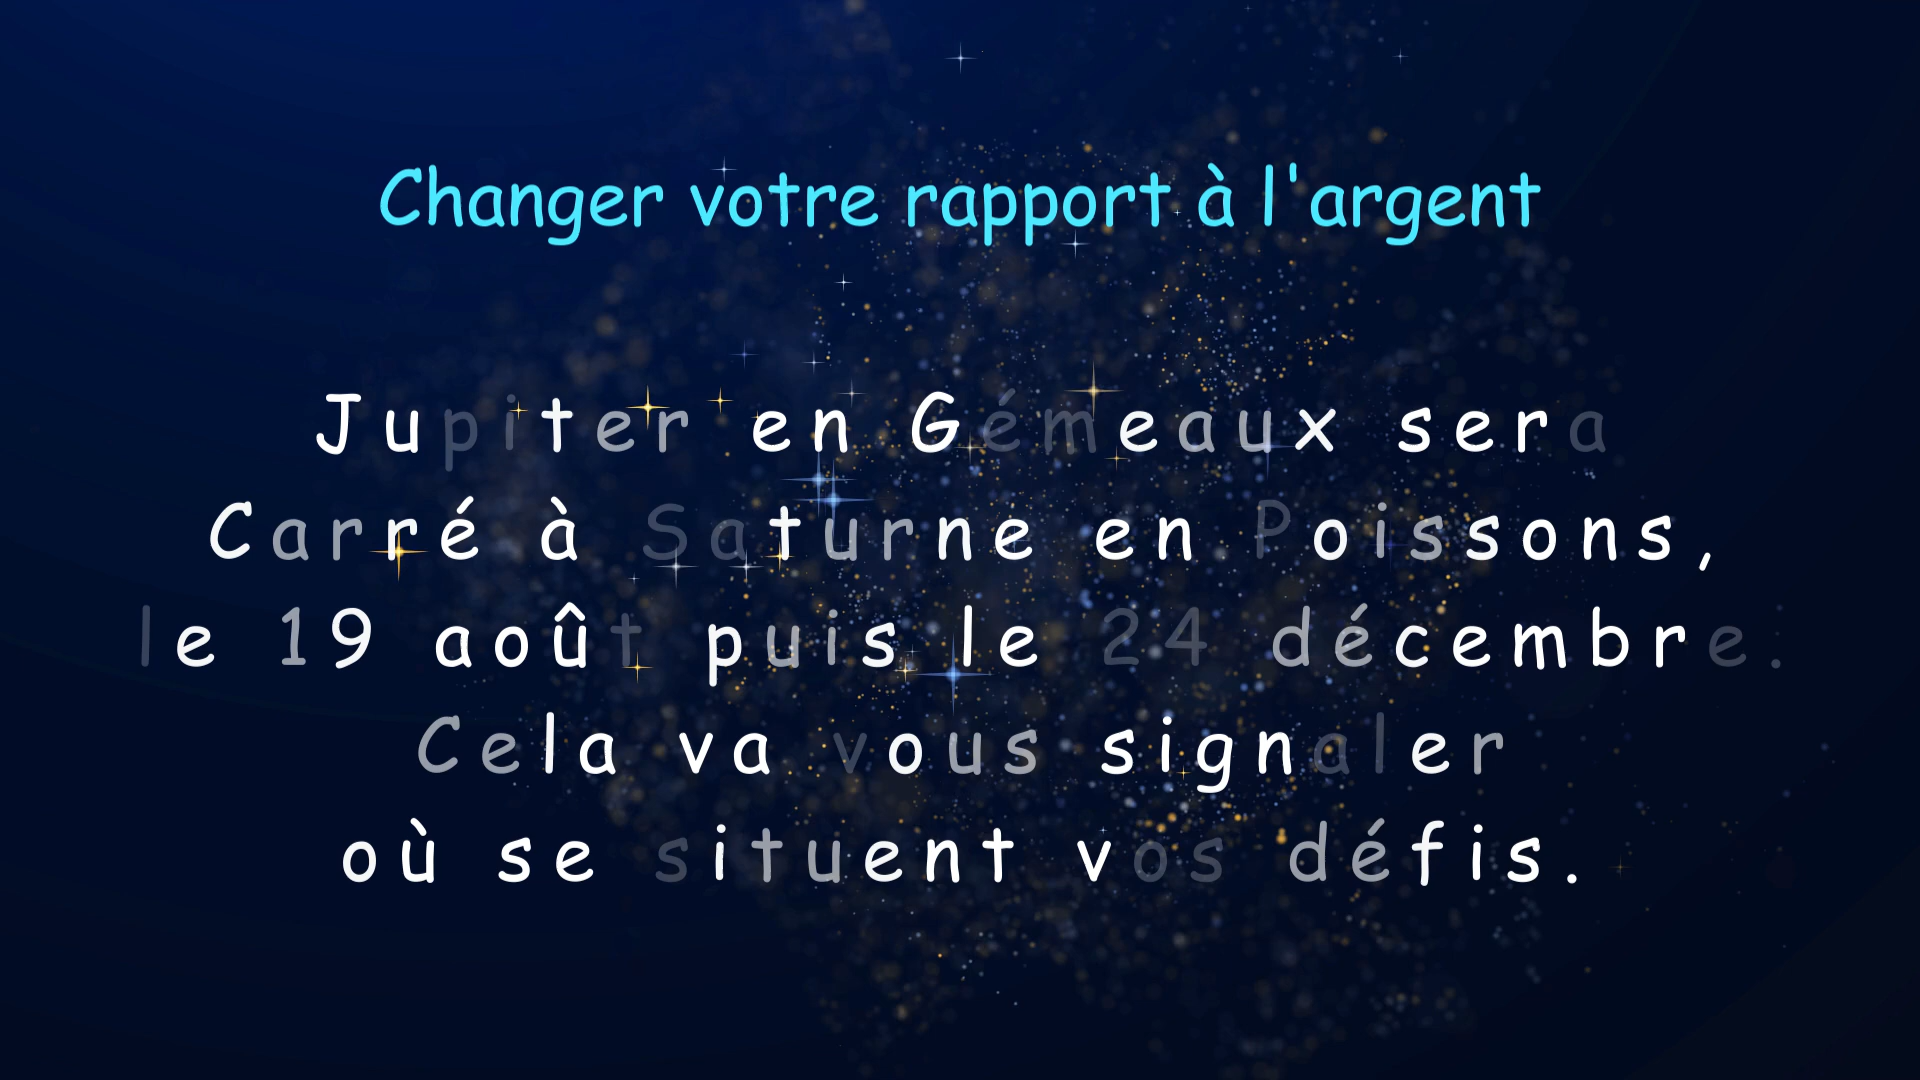 Changer votre rapport à l'argent
Jupiter en Gémeaux sera
Carré à Saturne en Poissons,
le 19 août puis le 24 décembre.
Cela va vous signaler
où se situent vos défis.